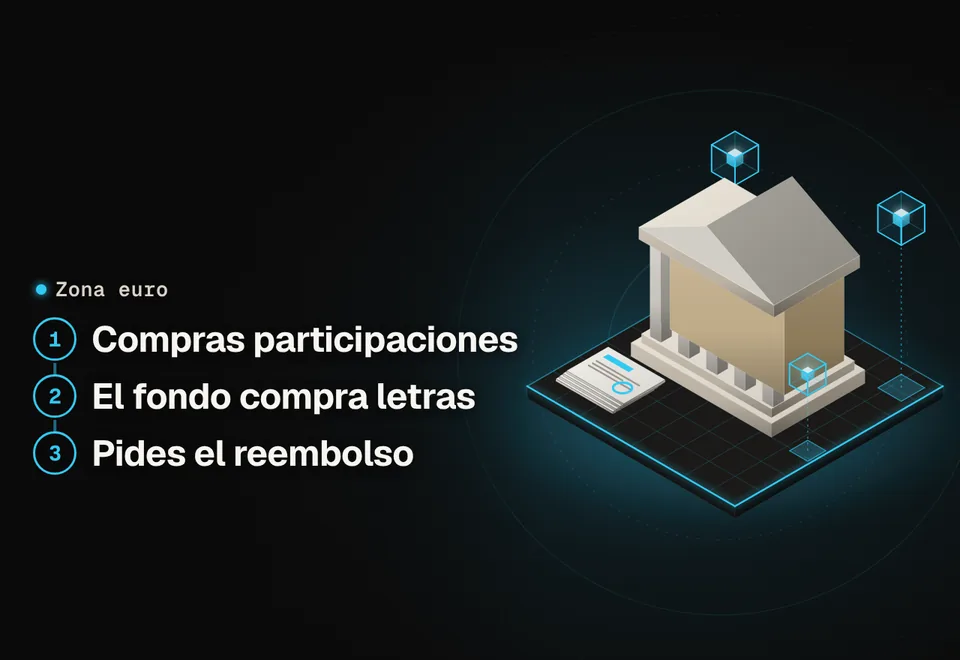 Zona euro
1 Compras participaciones
2 El fondo compra letras
3 Pides el reembolso